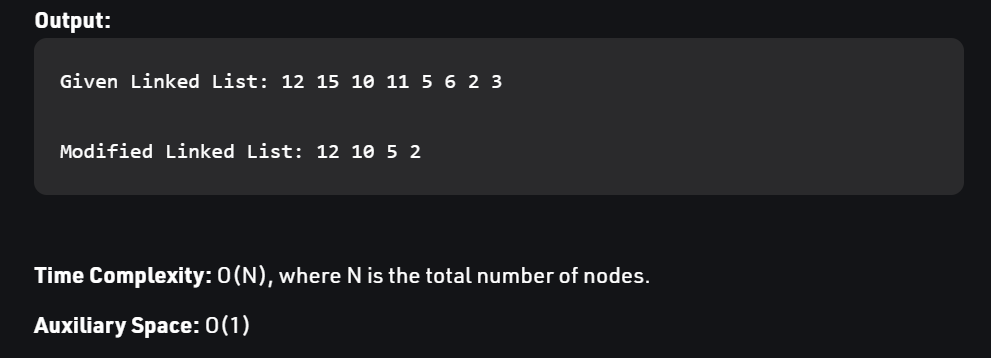 Output:
Given Linked List: 12 15 10 11 5 6 2 3
Modified Linked List: 12 10 5 2
Time Complexity: O(N), where N is the total number of nodes.
Auxiliary Space: O(1)